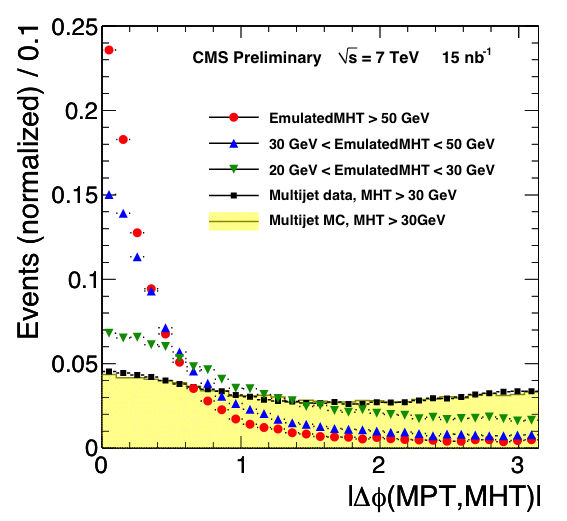 Events (normalized) / 0.1
0.25
0.2
0.15
0.1
0.05
0
CMS Preliminary √s = 7 TeV 15 nb⁻¹
EmulatedMHT > 50 GeV
30 GeV < EmulatedMHT < 50 GeV
20 GeV < EmulatedMHT < 30 GeV
Multijet data, MHT > 30 GeV
Multijet MC, MHT > 30GeV
0 1 2 3
|Δϕ(MPT,MHT)|